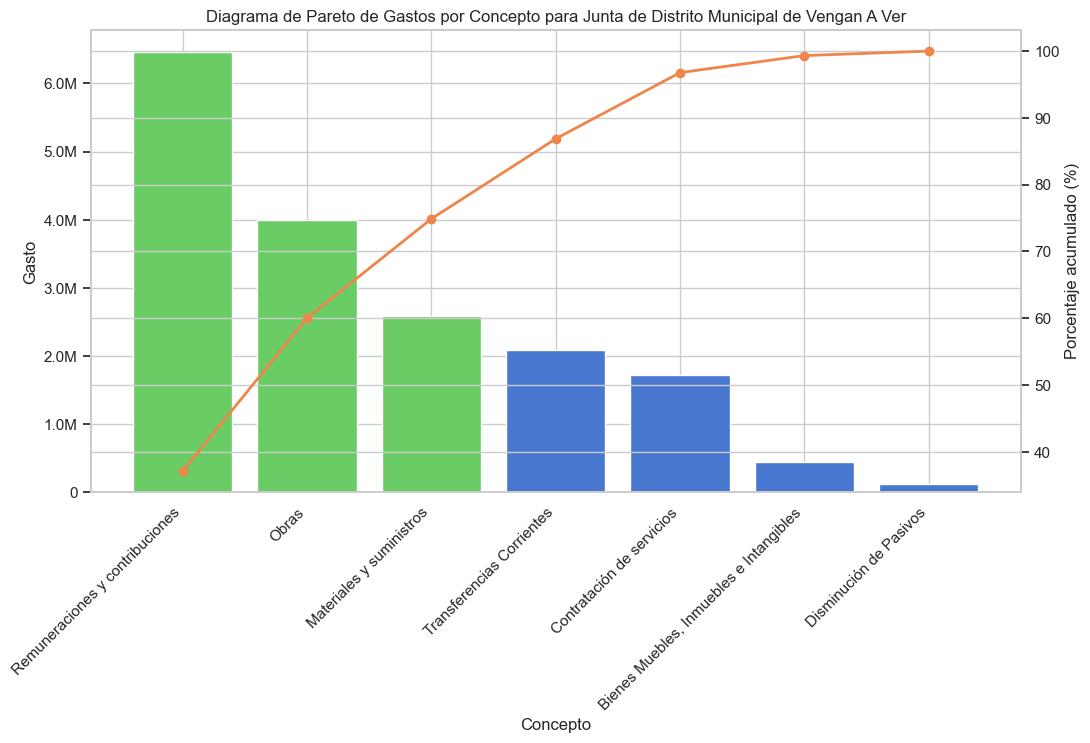 Diagrama de Pareto de Gastos por Concepto para Junta de Distrito Municipal de Vengan A Ver
Gasto
6.0M
5.0M
4.0M
3.0M
2.0M
1.0M
0
100
90
80
70
60
50
40
Porcentaje acumulado (%)
Remuneraciones y contribuciones
Obras
Materiales y suministros
Transferencias Corrientes
Contratación de servicios
Bienes Muebles, Inmuebles e Intangibles
Disminución de Pasivos
Concepto